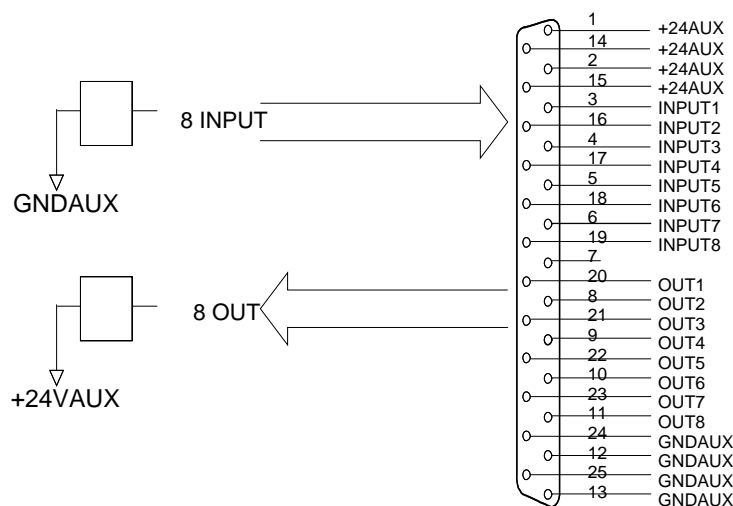 1 +24AUX
14 +24AUX
2 +24AUX
15 +24AUX
3 INPUT1
16 INPUT2
4 INPUT3
17 INPUT4
5 INPUT5
18 INPUT6
6 INPUT7
19 INPUT8
7
20 OUT1
8 OUT2
21 OUT3
9 OUT4
22 OUT5
10 OUT6
23 OUT7
11 OUT8
24 GNDAUX
12 GNDAUX
25 GNDAUX
13 GNDAUX
8 INPUT
GNDAUX
8 OUT
+24VAUX